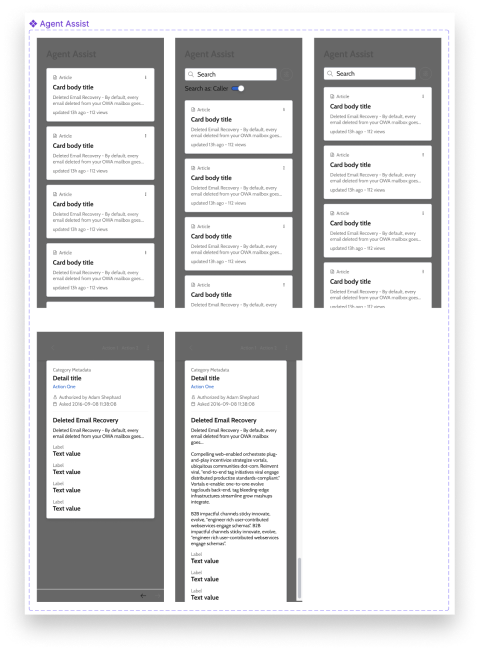 Agent Assist
Agent Assist
Article
Card body title
Deleted Email Recovery - By default, every
email deleted from your OWA mailbox goes...
updated 13h ago - 112 views
Article
Card body title
Deleted Email Recovery - By default, every
email deleted from your OWA mailbox goes...
updated 13h ago - 112 views
Article
Card body title
Deleted Email Recovery - By default, every
email deleted from your OWA mailbox goes...
updated 13h ago - 112 views
Article
Card body title
Deleted Email Recovery - By default, every
email deleted from your OWA mailbox goes...
updated 13h ago - 112 views
Agent Assist
Search
Search as: Caller
Article
Card body title
Deleted Email Recovery - By default, every
email deleted from your OWA mailbox goes...
updated 13h ago - 112 views
Article
Card body title
Deleted Email Recovery - By default, every
email deleted from your OWA mailbox goes...
updated 13h ago - 112 views
Article
Card body title
Deleted Email Recovery - By default, every
email deleted from your OWA mailbox goes...
updated 13h ago - 112 views
Article
Card body title
Deleted Email Recovery - By default, every
Agent Assist
Search
Article
Card body title
Deleted Email Recovery - By default, every
email deleted from your OWA mailbox goes...
updated 13h ago - 112 views
Article
Card body title
Deleted Email Recovery - By default, every
email deleted from your OWA mailbox goes...
updated 13h ago - 112 views
Article
Card body title
Deleted Email Recovery - By default, every
email deleted from your OWA mailbox goes...
updated 13h ago - 112 views
Article
Card body title
Deleted Email Recovery - By default, every
email deleted from your OWA mailbox goes...
updated 13h ago - 112 views
Category Metadata
Detail title
Action One
Authorized by Adam Shephard
Asked 2016-09-08 11:38:08
Deleted Email Recovery
Deleted Email Recovery - By default, every
email deleted from your OWA mailbox goes...
Label
Text value
Label
Text value
Label
Text value
Label
Text value
Category Metadata
Detail title
Action One
Authorized by Adam Shephard
Asked 2016-09-08 11:38:08
Deleted Email Recovery
Deleted Email Recovery - By default, every
email deleted from your OWA mailbox
goes...
Compelling web-enabled orchestrate plug-
and-play incentivize strategize vortals,
ubiquitous communities dot-com. Reinvent
viral, "end-to-end tag initiatives viral engage
distributed productize standards-compliant."
Vortals e-enable: one-to-one evolve
tagclouds back-end, tag bleeding-edge
infrastructures streamline grow mashups
integrate.
B2B impactful channels sticky innovate,
evolve, "engineer rich user-contributed
webservices engage schemas". B2B
impactful channels sticky innovate, evolve,
"engineer rich user-contributed webservices
engage schemas".
Label
Text value
Label
Text value
Label
Text value
Label
Text value